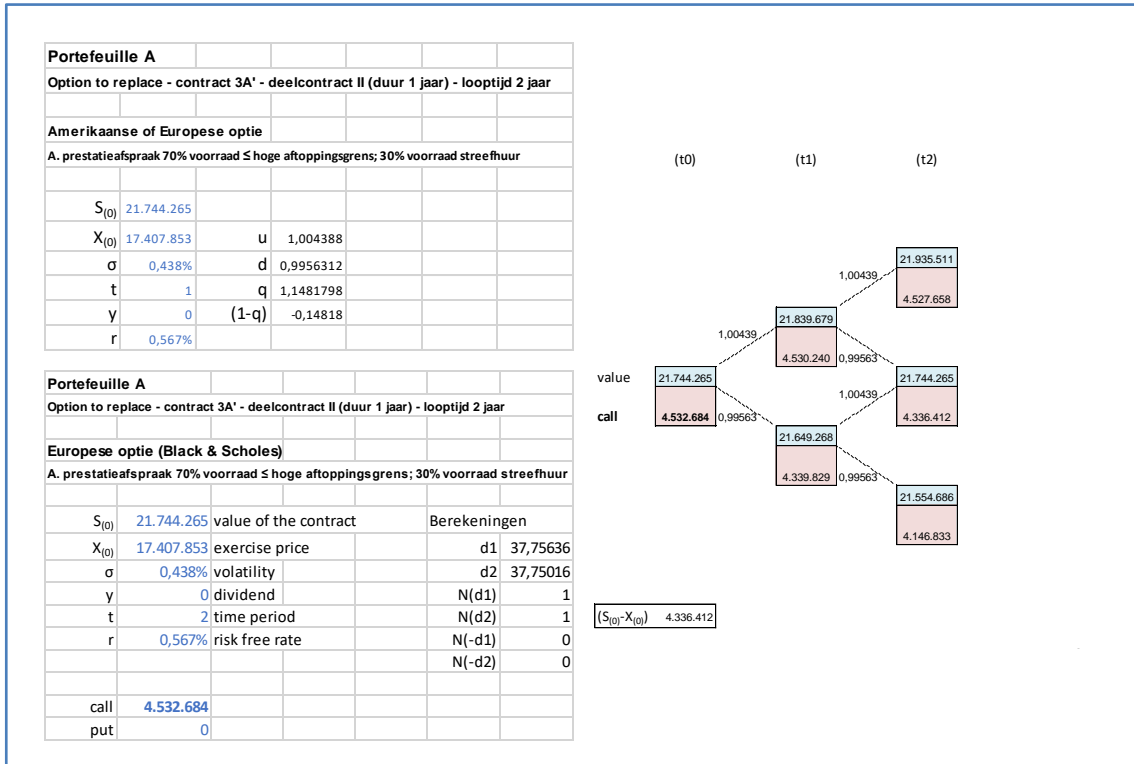 Portefeuille A
Option to replace - contract 3A' - deelcontract II (duur 1 jaar) - looptijd 2 jaar
Amerikaanse of Europese optie
A. prestatieafspraak 70% voorraad ≤ hoge aftoppingsgrens; 30% voorraad streefhuur
S(0) 21.744.265
X(0) 17.407.853 u 1,004388
σ 0,438% d 0,9956312
t 1 q 1,1481798
y 0 (1-q) -0,14818
r 0,567%
Portefeuille A
Option to replace - contract 3A' - deelcontract II (duur 1 jaar) - looptijd 2 jaar
Europese optie (Black & Scholes)
A. prestatieafspraak 70% voorraad ≤ hoge aftoppingsgrens; 30% voorraad streefhuur
S(0) 21.744.265 value of the contract Berekeningen
X(0) 17.407.853 exercise price d1 37,75636
σ 0,438% volatility d2 37,75016
y 0 dividend N(d1) 1
t 2 time period N(d2) 1
r 0,567% risk free rate N(-d1) 0
N(-d2) 0
call 4.532.684
put 0
(t0) (t1) (t2)
21.935.511
1,00439
4.527.658
21.839.679
1,00439
4.530.240 0,99563
value 21.744.265 21.744.265
1,00439
call 4.532.684 0,99563 4.336.412
21.649.268
4.339.829 0,99563
21.554.686
4.146.833
(S(0)-X(0)) 4.336.412